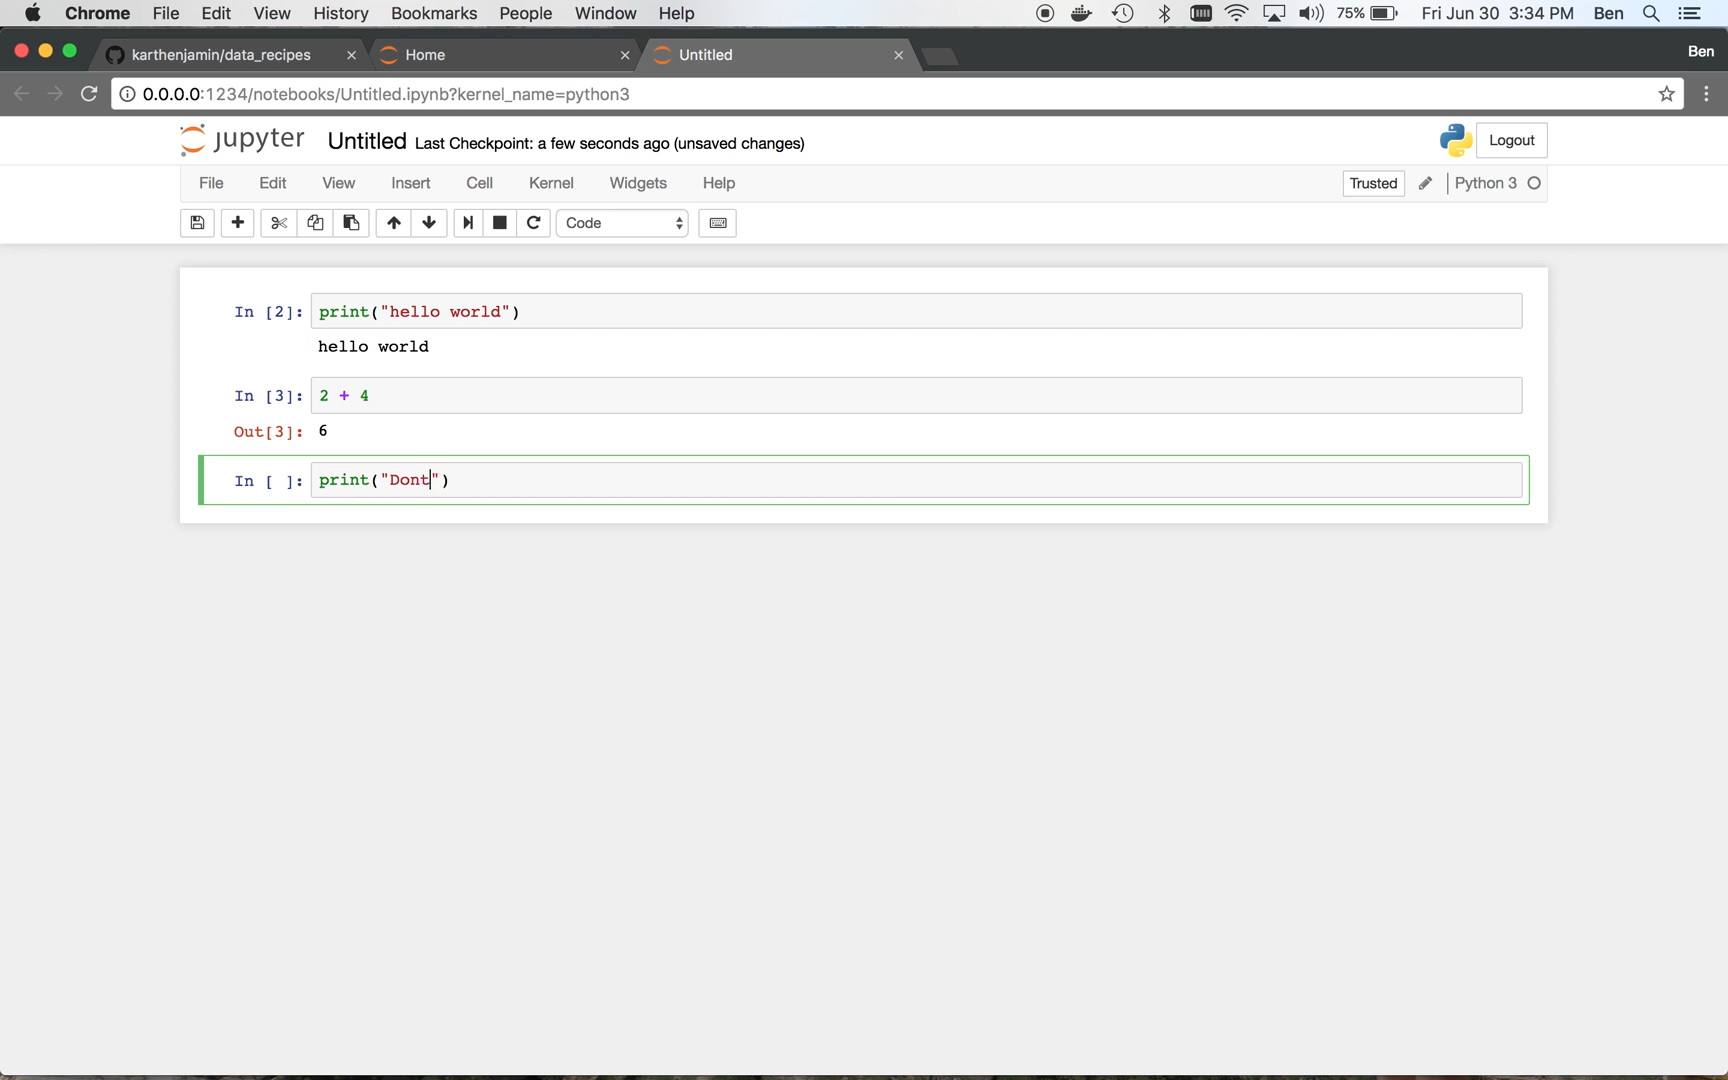 Chrome File Edit View History Bookmarks People Window Help 75% Fri Jun 30 3:34 PM Ben
karthenjamin/data_recipes Home Untitled Ben
0.0.0.0:1234/notebooks/Untitled.ipynb?kernel_name=python3
jupyter Untitled Last Checkpoint: a few seconds ago (unsaved changes) Logout
File Edit View Insert Cell Kernel Widgets Help Trusted Python 3
Code
In [2]: print("hello world")
hello world
In [3]: 2 + 4
Out[3]: 6
In [ ]: print("Dont")